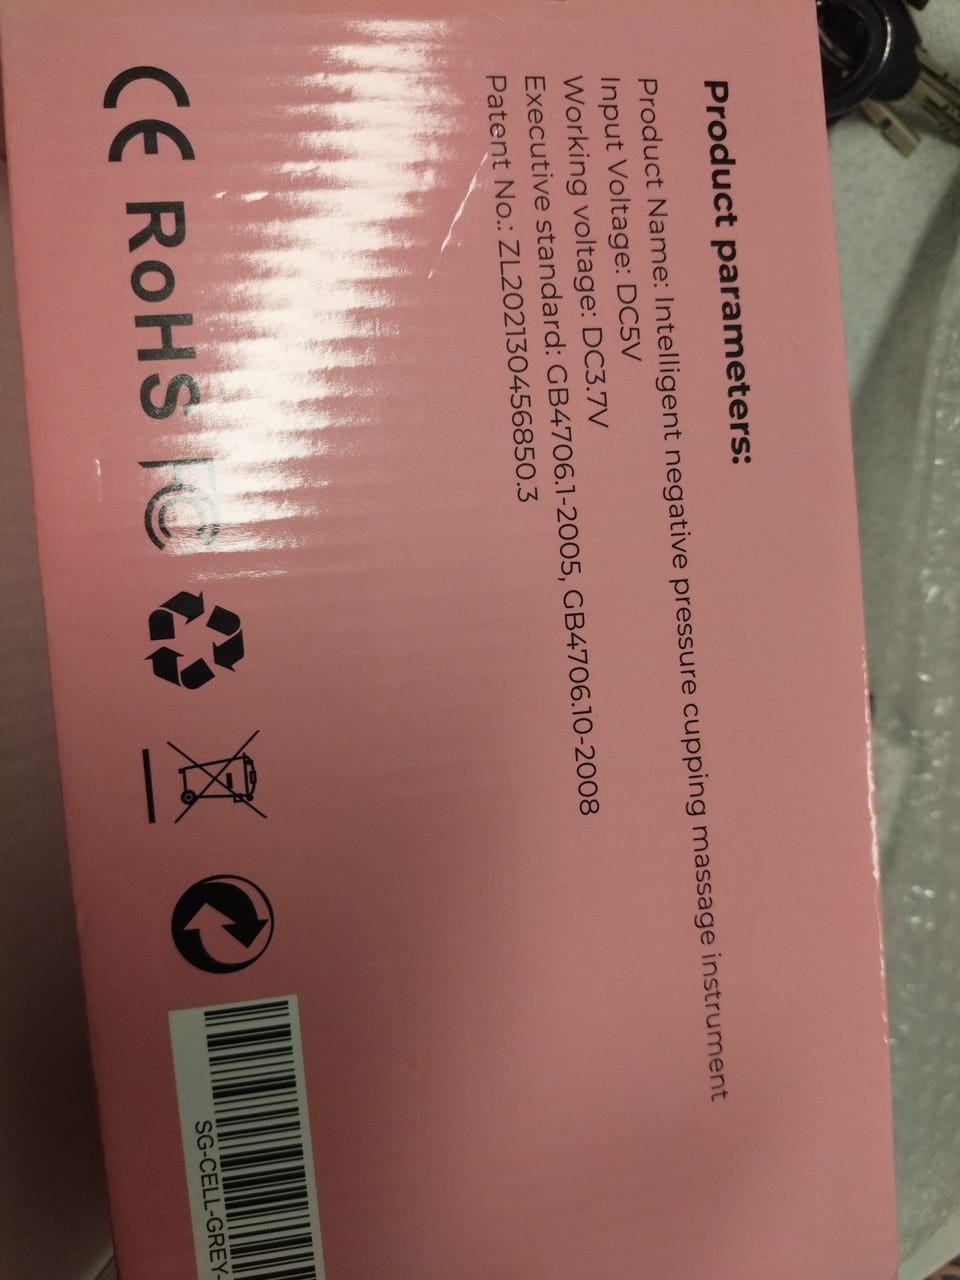 Product parameters:
Product Name: Intelligent negative pressure cupping massage instrument
Input Voltage: DC5V
Working voltage: DC3.7V
Executive standard: GB4706.1-2005, GB4706.10-2008
Patent No.: ZL202130456850.3
CE RoHS FC
SG-CELL-GREY-